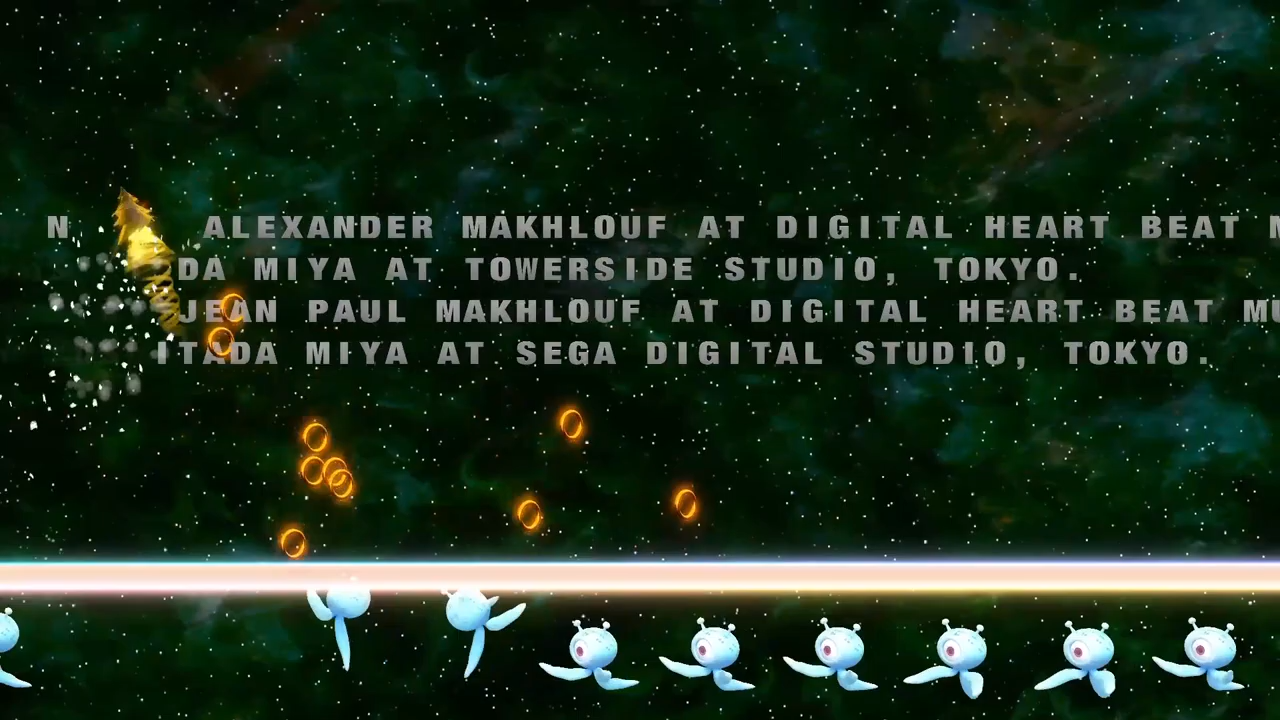 N ALEXANDER MAKHLOUF AT DIGITAL HEART BEAT
DA MIYA AT TOWERSIDE STUDIO, TOKYO.
JEAN PAUL MAKHLOUF AT DIGITAL HEART BEAT
ITADA MIYA AT SEGA DIGITAL STUDIO, TOKYO.